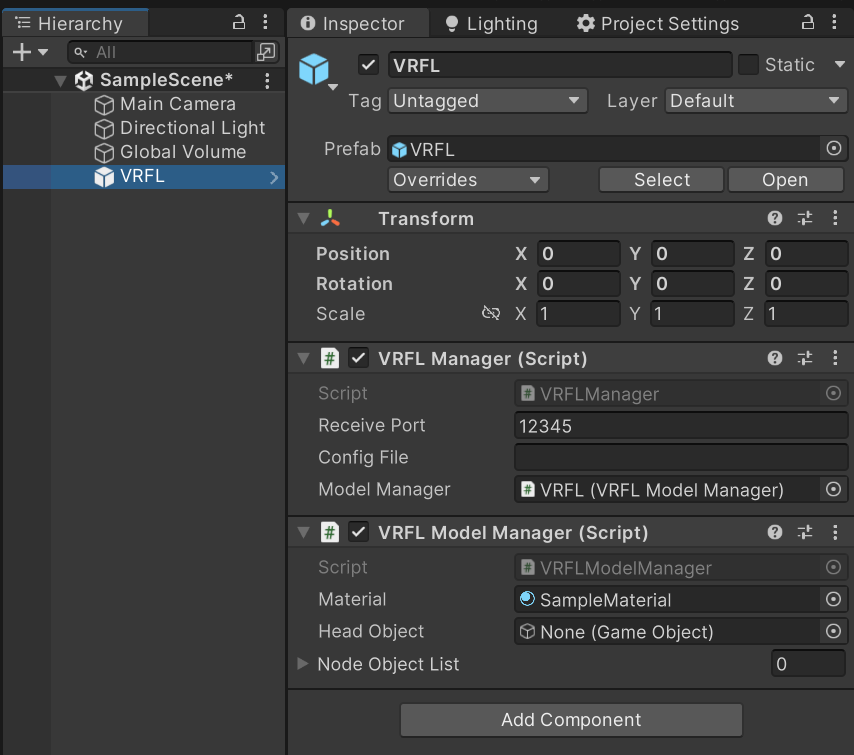 Hierarchy
All
SampleScene*
Main Camera
Directional Light
Global Volume
VRFL
Inspector Lighting Project Settings
VRFL Static
Tag Untagged Layer Default
Prefab VRFL
Overrides Select Open
Transform
Position X 0 Y 0 Z 0
Rotation X 0 Y 0 Z 0
Scale X 1 Y 1 Z 1
# VRFL Manager (Script)
Script # VRFLManager
Receive Port 12345
Config File
Model Manager # VRFL (VRFL Model Manager)
# VRFL Model Manager (Script)
Script # VRFLModelManager
Material SampleMaterial
Head Object None (Game Object)
Node Object List 0
Add Component